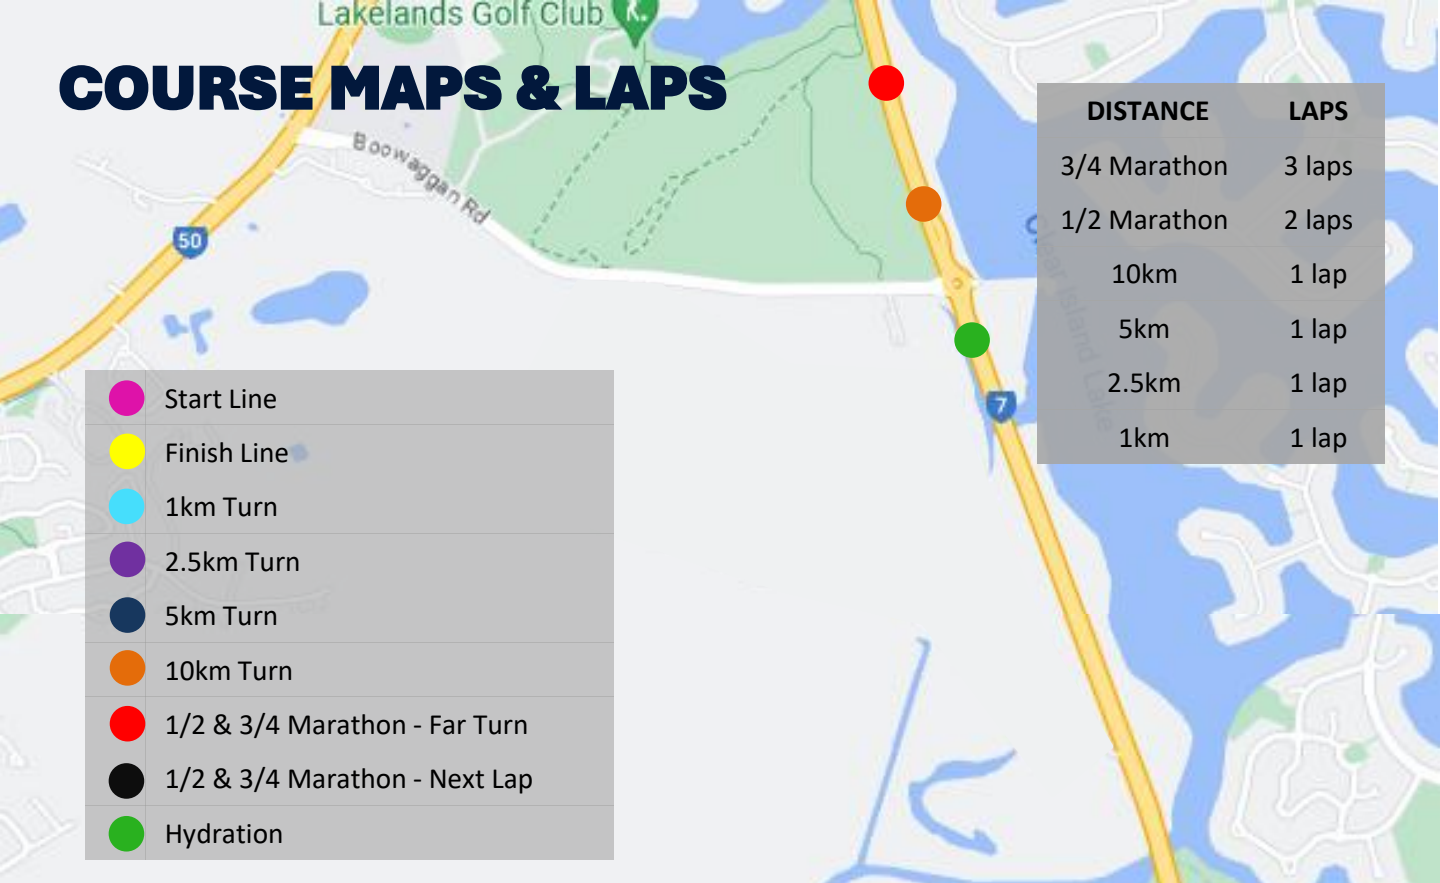 Lakelands Golf Club
COURSE MAPS & LAPS
Boowaggan Rd
50
7
Clear Island Lake
DISTANCE LAPS
3/4 Marathon 3 laps
1/2 Marathon 2 laps
10km 1 lap
5km 1 lap
2.5km 1 lap
1km 1 lap
Start Line
Finish Line
1km Turn
2.5km Turn
5km Turn
10km Turn
1/2 & 3/4 Marathon - Far Turn
1/2 & 3/4 Marathon - Next Lap
Hydration